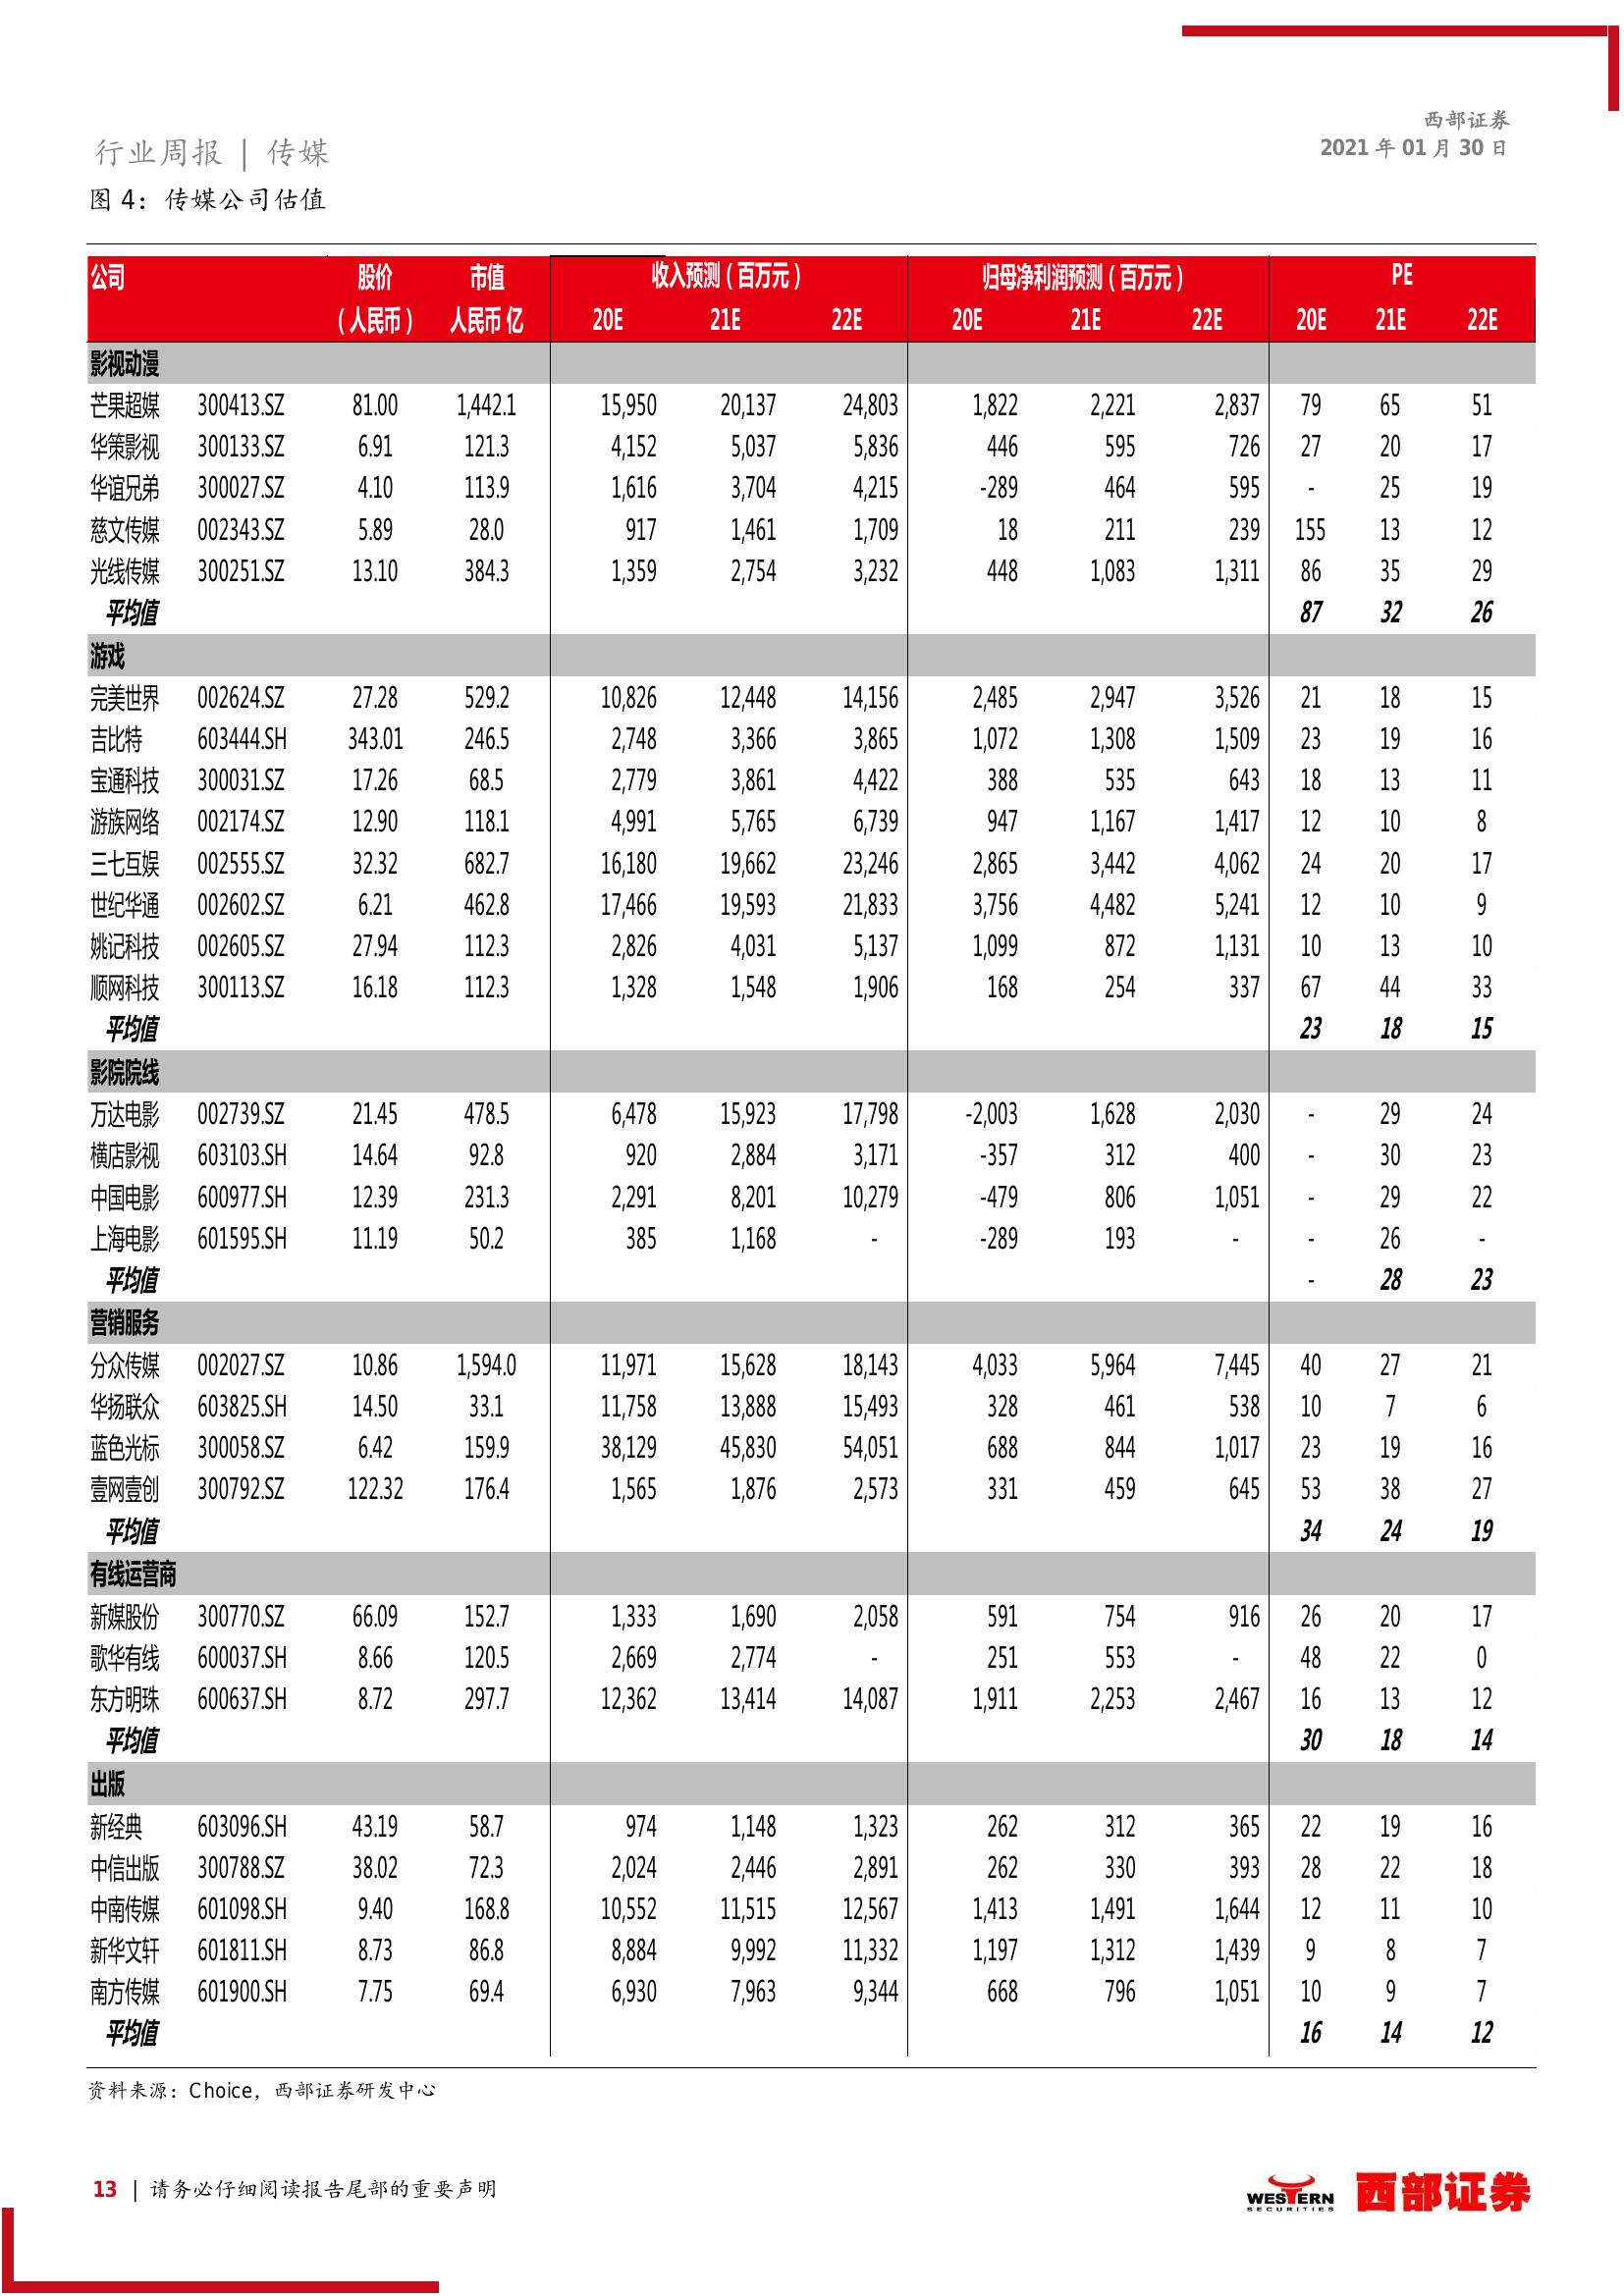 西部证券
2021 年 01 月 30 日
行业周报 | 传媒
图 4：传媒公司估值
公司 股价 市值 收入预测（百万元） 归母净利润预测（百万元） PE
（人民币） 人民币 亿 20E 21E 22E 20E 21E 22E 20E 21E 22E
影视动漫
芒果超媒 300413.SZ 81.00 1,442.1 15,950 20,137 24,803 1,822 2,221 2,837 79 65 51
华策影视 300133.SZ 6.91 121.3 4,152 5,037 5,836 446 595 726 27 20 17
华谊兄弟 300027.SZ 4.10 113.9 1,616 3,704 4,215 -289 464 595 - 25 19
慈文传媒 002343.SZ 5.89 28.0 917 1,461 1,709 18 211 239 155 13 12
光线传媒 300251.SZ 13.10 384.3 1,359 2,754 3,232 448 1,083 1,311 86 35 29
平均值 87 32 26
游戏
完美世界 002624.SZ 27.28 529.2 10,826 12,448 14,156 2,485 2,947 3,526 21 18 15
吉比特 603444.SH 343.01 246.5 2,748 3,366 3,865 1,072 1,308 1,509 23 19 16
宝通科技 300031.SZ 17.26 68.5 2,779 3,861 4,422 388 535 643 18 13 11
游族网络 002174.SZ 12.90 118.1 4,991 5,765 6,739 947 1,167 1,417 12 10 8
三七互娱 002555.SZ 32.32 682.7 16,180 19,662 23,246 2,865 3,442 4,062 24 20 17
世纪华通 002602.SZ 6.21 462.8 17,466 19,593 21,833 3,756 4,482 5,241 12 10 9
姚记科技 002605.SZ 27.94 112.3 2,826 4,031 5,137 1,099 872 1,131 10 13 10
顺网科技 300113.SZ 16.18 112.3 1,328 1,548 1,906 168 254 337 67 44 33
平均值 23 18 15
影院院线
万达电影 002739.SZ 21.45 478.5 6,478 15,923 17,798 -2,003 1,628 2,030 - 29 24
横店影视 603103.SH 14.64 92.8 920 2,884 3,171 -357 312 400 - 30 23
中国电影 600977.SH 12.39 231.3 2,291 8,201 10,279 -479 806 1,051 - 29 22
上海电影 601595.SH 11.19 50.2 385 1,168 - -289 193 - - 26 -
平均值 - 28 23
营销服务
分众传媒 002027.SZ 10.86 1,594.0 11,971 15,628 18,143 4,033 5,964 7,445 40 27 21
华扬联众 603825.SH 14.50 33.1 11,758 13,888 15,493 328 461 538 10 7 6
蓝色光标 300058.SZ 6.42 159.9 38,129 45,830 54,051 688 844 1,017 23 19 16
壹网壹创 300792.SZ 122.32 176.4 1,565 1,876 2,573 331 459 645 53 38 27
平均值 34 24 19
有线运营商
新媒股份 300770.SZ 66.09 152.7 1,333 1,690 2,058 591 754 916 26 20 17
歌华有线 600037.SH 8.66 120.5 2,669 2,774 - 251 553 - 48 22 0
东方明珠 600637.SH 8.72 297.7 12,362 13,414 14,087 1,911 2,253 2,467 16 13 12
平均值 30 18 14
出版
新经典 603096.SH 43.19 58.7 974 1,148 1,323 262 312 365 22 19 16
中信出版 300788.SZ 38.02 72.3 2,024 2,446 2,891 262 330 393 28 22 18
中南传媒 601098.SH 9.40 168.8 10,552 11,515 12,567 1,413 1,491 1,644 12 11 10
新华文轩 601811.SH 8.73 86.8 8,884 9,992 11,332 1,197 1,312 1,439 9 8 7
南方传媒 601900.SH 7.75 69.4 6,930 7,963 9,344 668 796 1,051 10 9 7
平均值 16 14 12
资料来源：Choice，西部证券研发中心
13 | 请务必仔细阅读报告尾部的重要声明
WESTERN
SECURITIES
西部证券